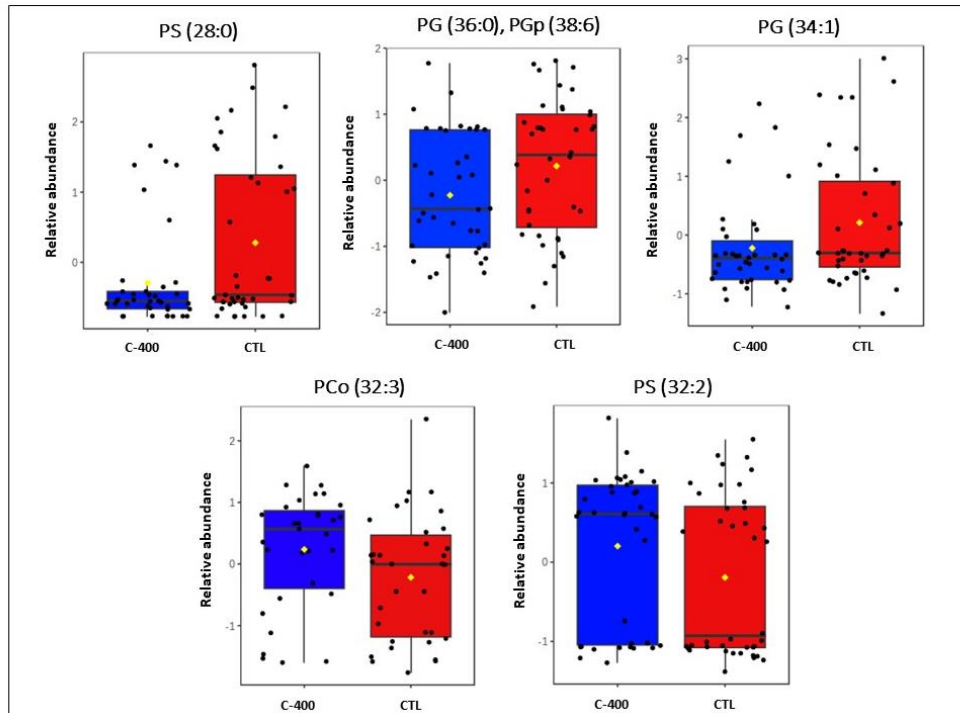 PS (28:0)
Relative abundance
2
1
0
C-400
CTL
PG (36:0), PGp (38:6)
Relative abundance
2
1
0
-1
-2
C-400
CTL
PG (34:1)
Relative abundance
3
2
1
0
-1
C-400
CTL
PCo (32:3)
Relative abundance
2
1
0
-1
C-400
CTL
PS (32:2)
Relative abundance
1
0
-1
C-400
CTL